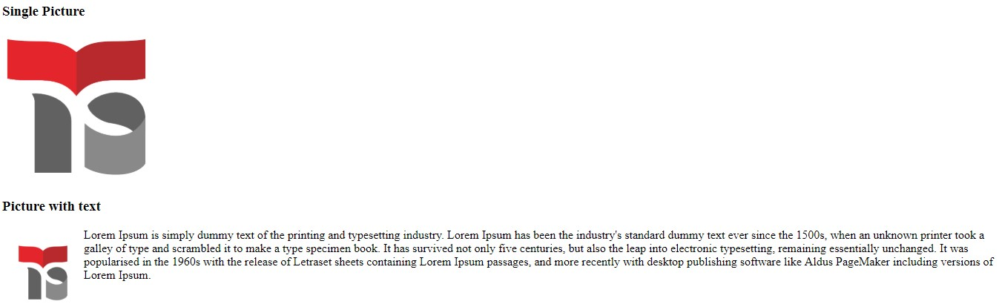 Single Picture
Picture with text
Lorem Ipsum is simply dummy text of the printing and typesetting industry. Lorem Ipsum has been the industry's standard dummy text ever since the 1500s, when an unknown printer took a
galley of type and scrambled it to make a type specimen book. It has survived not only five centuries, but also the leap into electronic typesetting, remaining essentially unchanged. It was
popularised in the 1960s with the release of Letraset sheets containing Lorem Ipsum passages, and more recently with desktop publishing software like Aldus PageMaker including versions of
Lorem Ipsum.